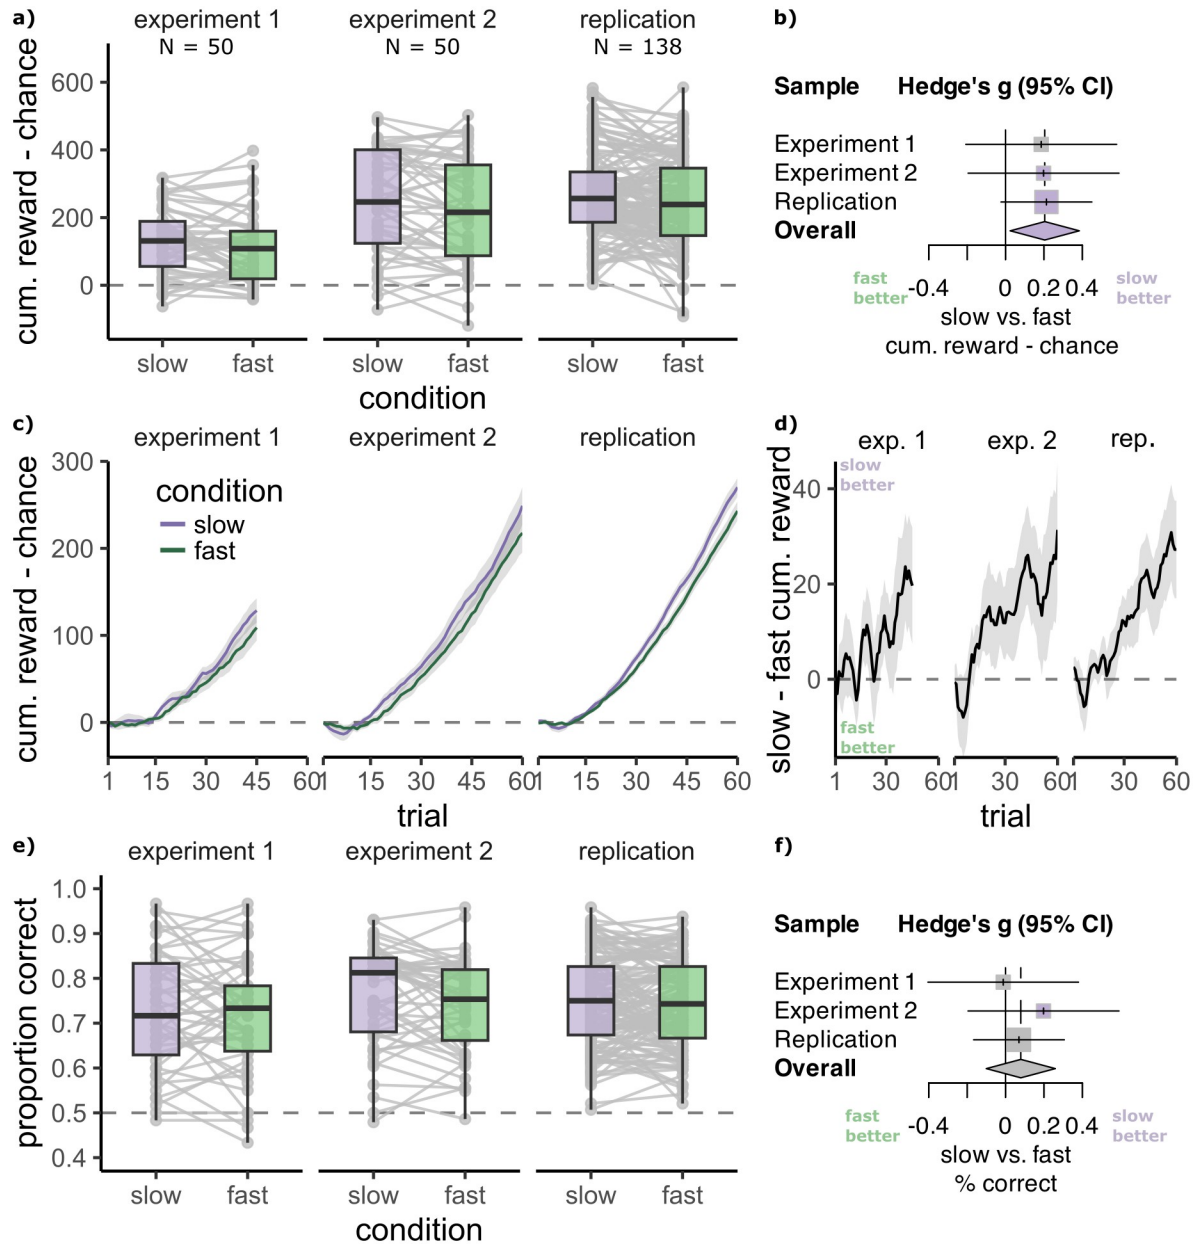 a)
experiment 1
experiment 2
replication
N = 50
N = 50
N = 138
cum. reward - chance
600
400
200
0
slow
fast
slow
fast
slow
fast
condition
b)
Sample
Hedge's g (95% CI)
Experiment 1
Experiment 2
Replication
Overall
fast
better
-0.4
0
0.2
0.4
slow
better
slow vs. fast
cum. reward - chance
c)
experiment 1
experiment 2
replication
cum. reward - chance
300
200
100
0
condition
slow
fast
1
15
30
45
60
1
15
30
45
60
1
15
30
45
60
trial
d)
exp. 1
exp. 2
rep.
slow - fast cum. reward
40
20
0
slow
better
fast
better
1
30
60
1
30
60
1
30
60
trial
e)
experiment 1
experiment 2
replication
proportion correct
1.0
0.9
0.8
0.7
0.6
0.5
0.4
slow
fast
slow
fast
slow
fast
condition
f)
Sample
Hedge's g (95% CI)
Experiment 1
Experiment 2
Replication
Overall
fast
better
-0.4
0
0.2
0.4
slow
better
slow vs. fast
% correct